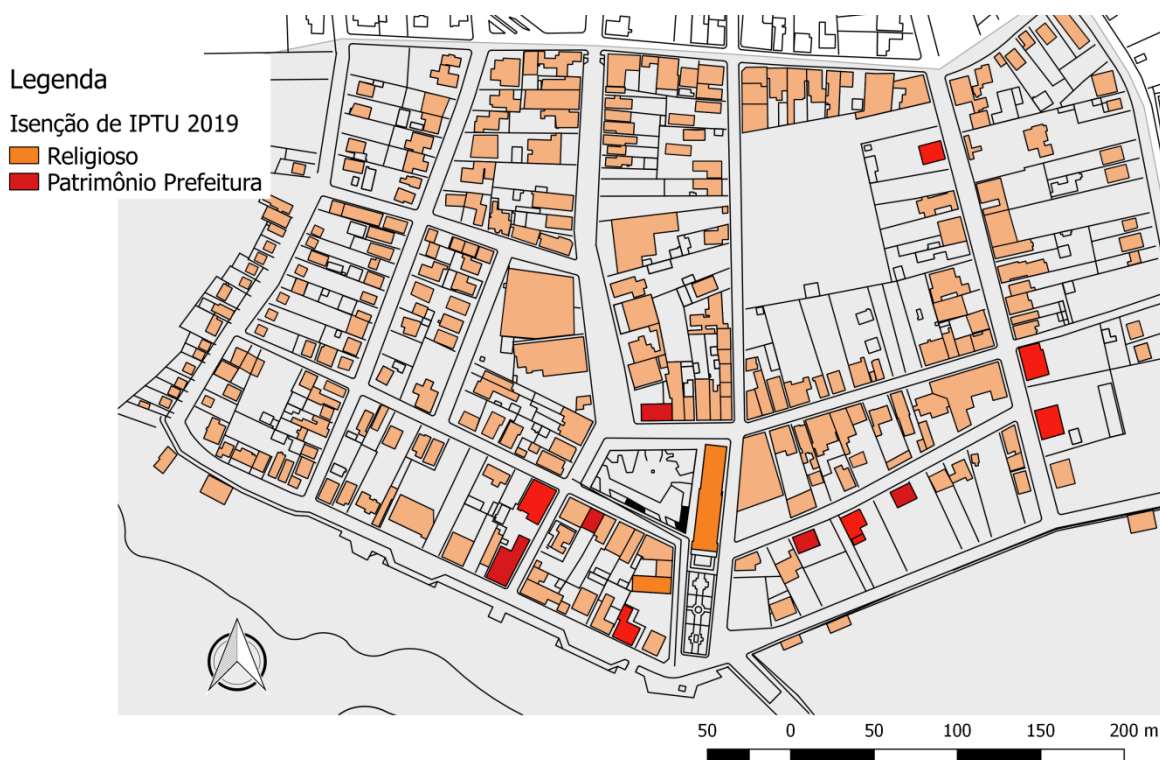 Legenda
Isenção de IPTU 2019
Religioso
Patrimônio Prefeitura
50 0 50 100 150 200 m